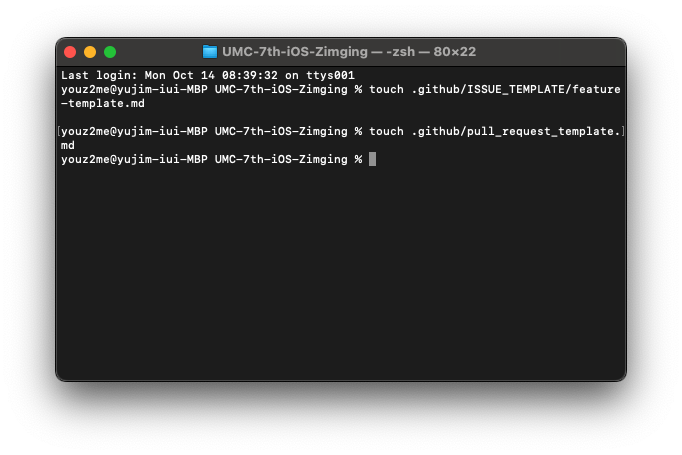 UMC-7th-iOS-Zimging — -zsh — 80×22
Last login: Mon Oct 14 08:39:32 on ttys001
youz2me@yujim-iui-MBP UMC-7th-iOS-Zimging % touch .github/ISSUE_TEMPLATE/feature
-template.md
[youz2me@yujim-iui-MBP UMC-7th-iOS-Zimging % touch .github/pull_request_template.]
md
youz2me@yujim-iui-MBP UMC-7th-iOS-Zimging %